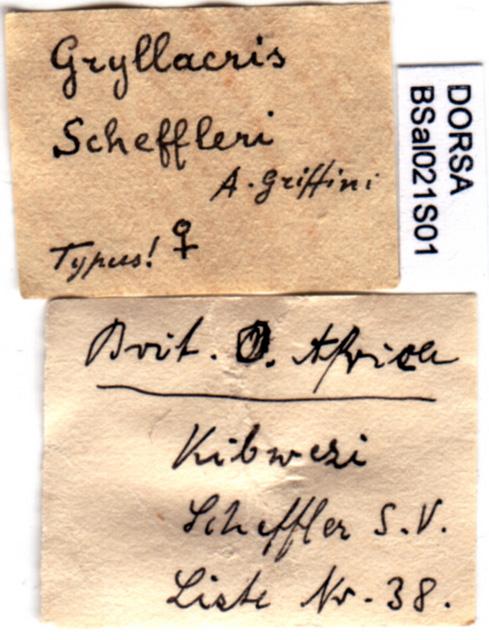 Gryllacris
Scheffleri
A. Griffini
Typus! ♀
DORSA
BSal021S01
Brit. O. Africa
Kibwezi
Scheffler S.V.
Liste Nr. 38.